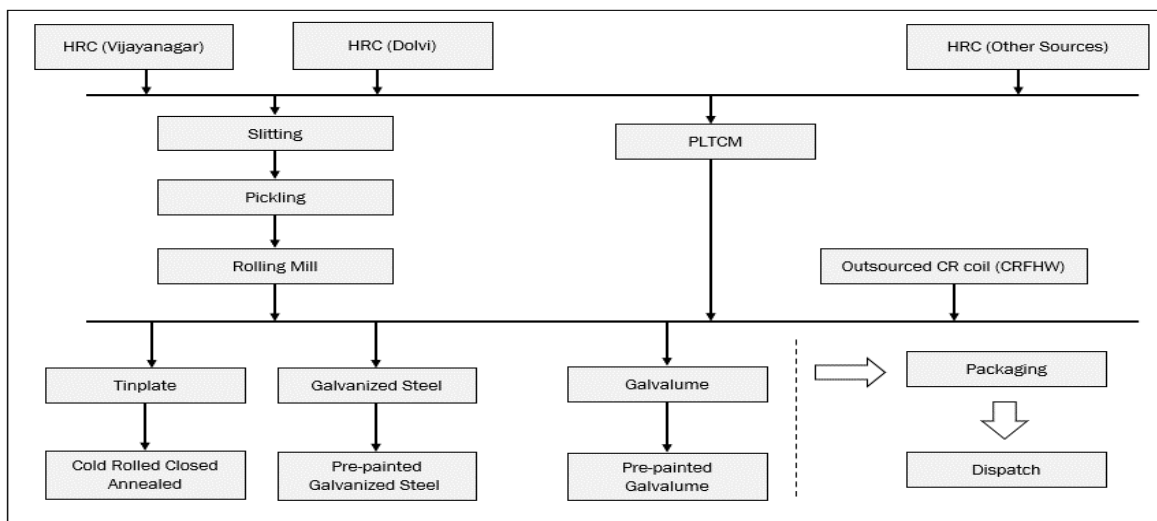 HRC (Vijayanagar)
HRC (Dolvi)
HRC (Other Sources)
Slitting
PLTCM
Pickling
Rolling Mill
Outsourced CR coil (CRFHW)
Tinplate
Galvanized Steel
Galvalume
Packaging
Cold Rolled Closed
Annealed
Pre-painted
Galvanized Steel
Pre-painted
Galvalume
Dispatch